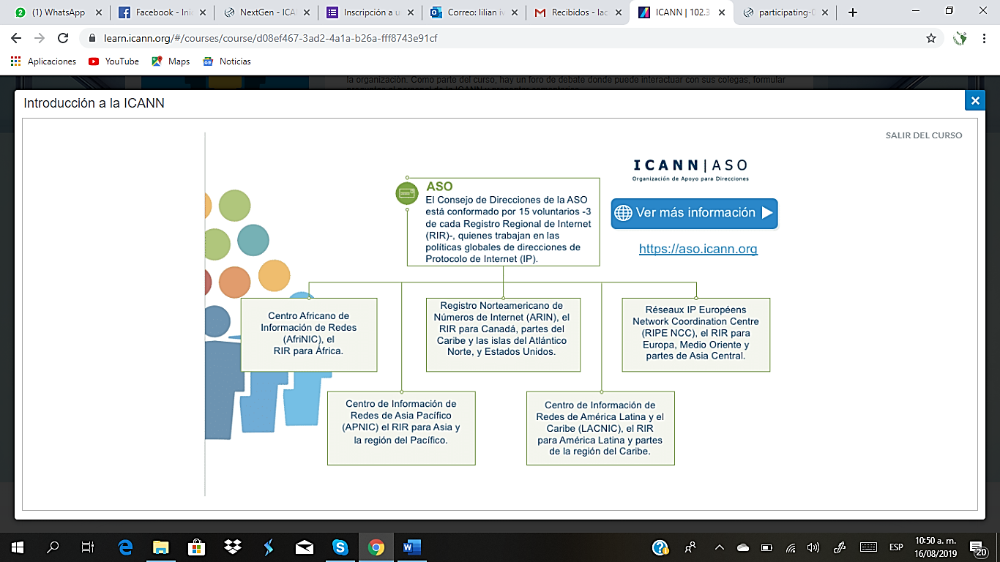 (1) WhatsApp
Facebook - Inic
NextGen - ICA
Inscripción a u
Correo: lilian iv
Recibidos - lac
ICANN | 102.3
participating-
learn.icann.org/#/courses/course/d08ef467-3ad2-4a1a-b26a-fff8743e91cf
Aplicaciones
YouTube
Maps
Noticias
la organización. Como parte del curso, hay un foro de debate donde puede interactuar con sus colegas, formular
Introducción a la ICANN
SALIR DEL CURSO
ICANN|ASO
Organización de Apoyo para Direcciones
Ver más información
https://aso.icann.org
ASO
El Consejo de Direcciones de la ASO
está conformado por 15 voluntarios -3
de cada Registro Regional de Internet
(RIR)-, quienes trabajan en las
políticas globales de direcciones de
Protocolo de Internet (IP).
Centro Africano de
Información de Redes
(AfriNIC), el
RIR para África.
Registro Norteamericano de
Números de Internet (ARIN), el
RIR para Canadá, partes del
Caribe y las islas del Atlántico
Norte, y Estados Unidos.
Réseaux IP Européens
Network Coordination Centre
(RIPE NCC), el RIR para
Europa, Medio Oriente y
partes de Asia Central.
Centro de Información de
Redes de Asia Pacífico
(APNIC) el RIR para Asia y
la región del Pacífico.
Centro de Información de
Redes de América Latina y el
Caribe (LACNIC), el RIR
para América Latina y partes
de la región del Caribe.
ESP
10:50 a. m.
16/08/2019
20